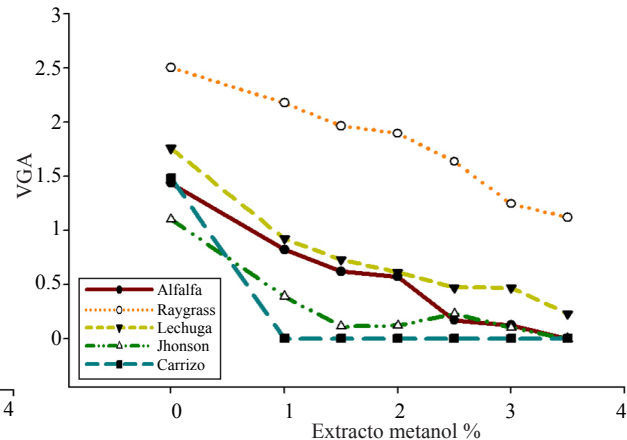 3
2.5
2
1.5
1
0.5
0
VGA
Alfalfa
Raygrass
Lechuga
Jhonson
Carrizo
4
0
1
2
3
4
Extracto metanol %